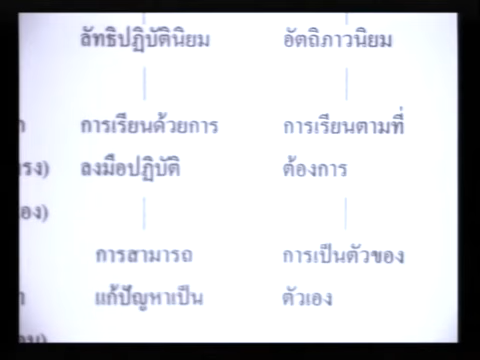 ลัทธิปฏิบัตินิยม
อัตถิภาวนิยม
การเรียนด้วยการ
การเรียนตามที่
รง)
ลงมือปฏิบัติ
ต้องการ
อง)
การสามารถ
การเป็นตัวของ
แก้ปัญหาเป็น
ตัวเอง